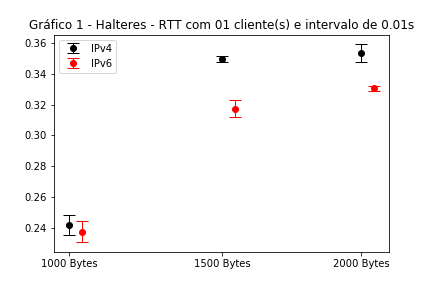 Gráfico 1 - Halteres - RTT com 01 cliente(s) e intervalo de 0.01s
IPv4
IPv6
0.36
0.34
0.32
0.30
0.28
0.26
0.24
1000 Bytes
1500 Bytes
2000 Bytes